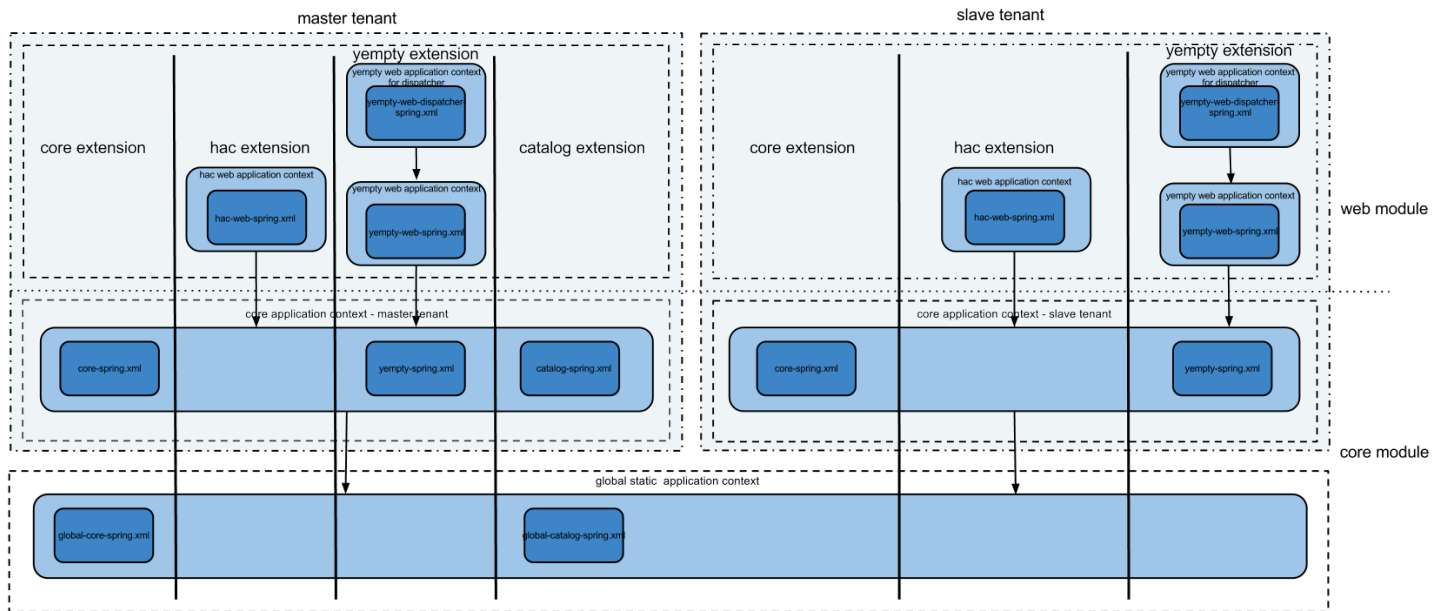 master tenant
slave tenant
yempty extension
yempty web application context
for dispatcher
yempty-web-dispatcher-
spring.xml
core extension
hac extension
catalog extension
hac web application context
hac-web-spring.xml
yempty web application context
yempty-web-spring.xml
yempty extension
yempty web application context
for dispatcher
yempty-web-dispatcher-
spring.xml
core extension
hac extension
hac web application context
hac-web-spring.xml
yempty web application context
yempty-web-spring.xml
web module
core application context - master tenant
core-spring.xml
yempty-spring.xml
catalog-spring.xml
core application context - slave tenant
core-spring.xml
yempty-spring.xml
core module
global static application context
global-core-spring.xml
global-catalog-spring.xml